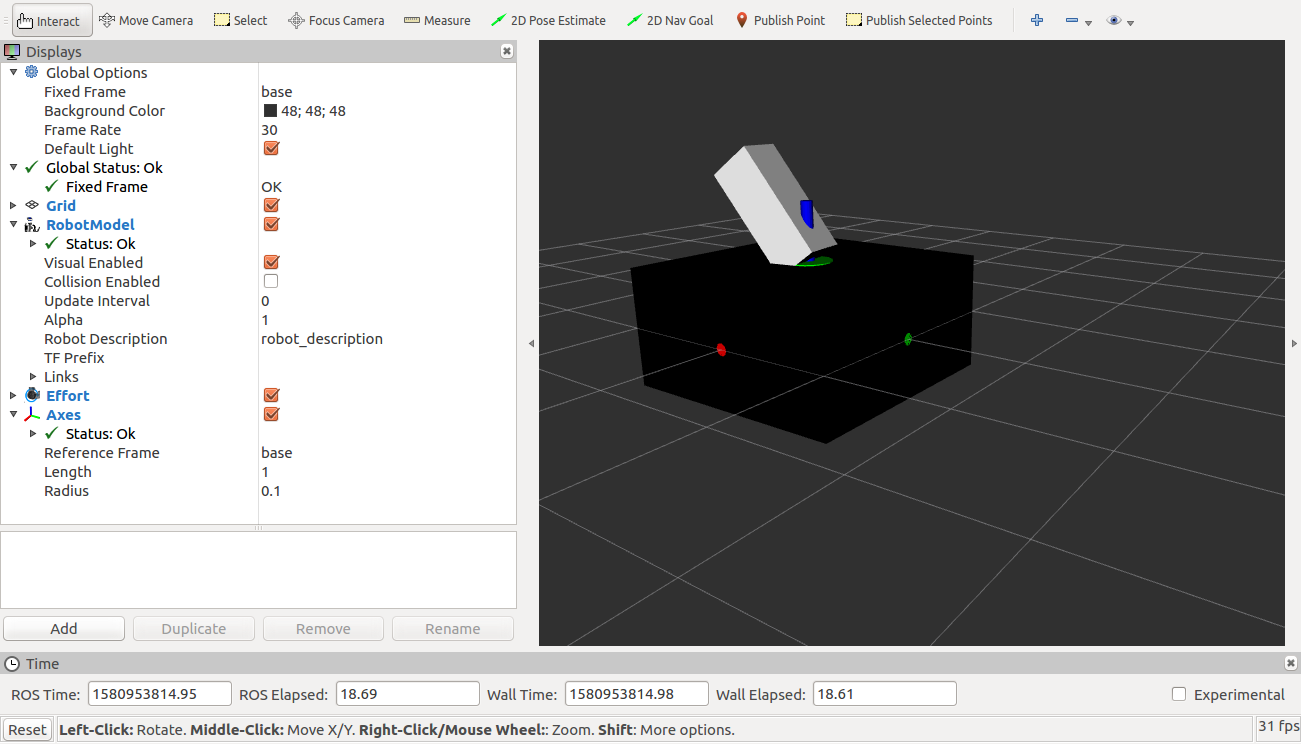 Interact Move Camera Select Focus Camera Measure 2D Pose Estimate 2D Nav Goal Publish Point Publish Selected Points
Displays
Global Options
Fixed Frame base
Background Color 48; 48; 48
Frame Rate 30
Default Light
Global Status: Ok
Fixed Frame OK
Grid
RobotModel
Status: Ok
Visual Enabled
Collision Enabled
Update Interval 0
Alpha 1
Robot Description robot_description
TF Prefix
Links
Effort
Axes
Status: Ok
Reference Frame base
Length 1
Radius 0.1
Add Duplicate Remove Rename
Time
ROS Time: 1580953814.95 ROS Elapsed: 18.69 Wall Time: 1580953814.98 Wall Elapsed: 18.61 Experimental
Reset Left-Click: Rotate. Middle-Click: Move X/Y. Right-Click/Mouse Wheel:: Zoom. Shift: More options. 31 fps